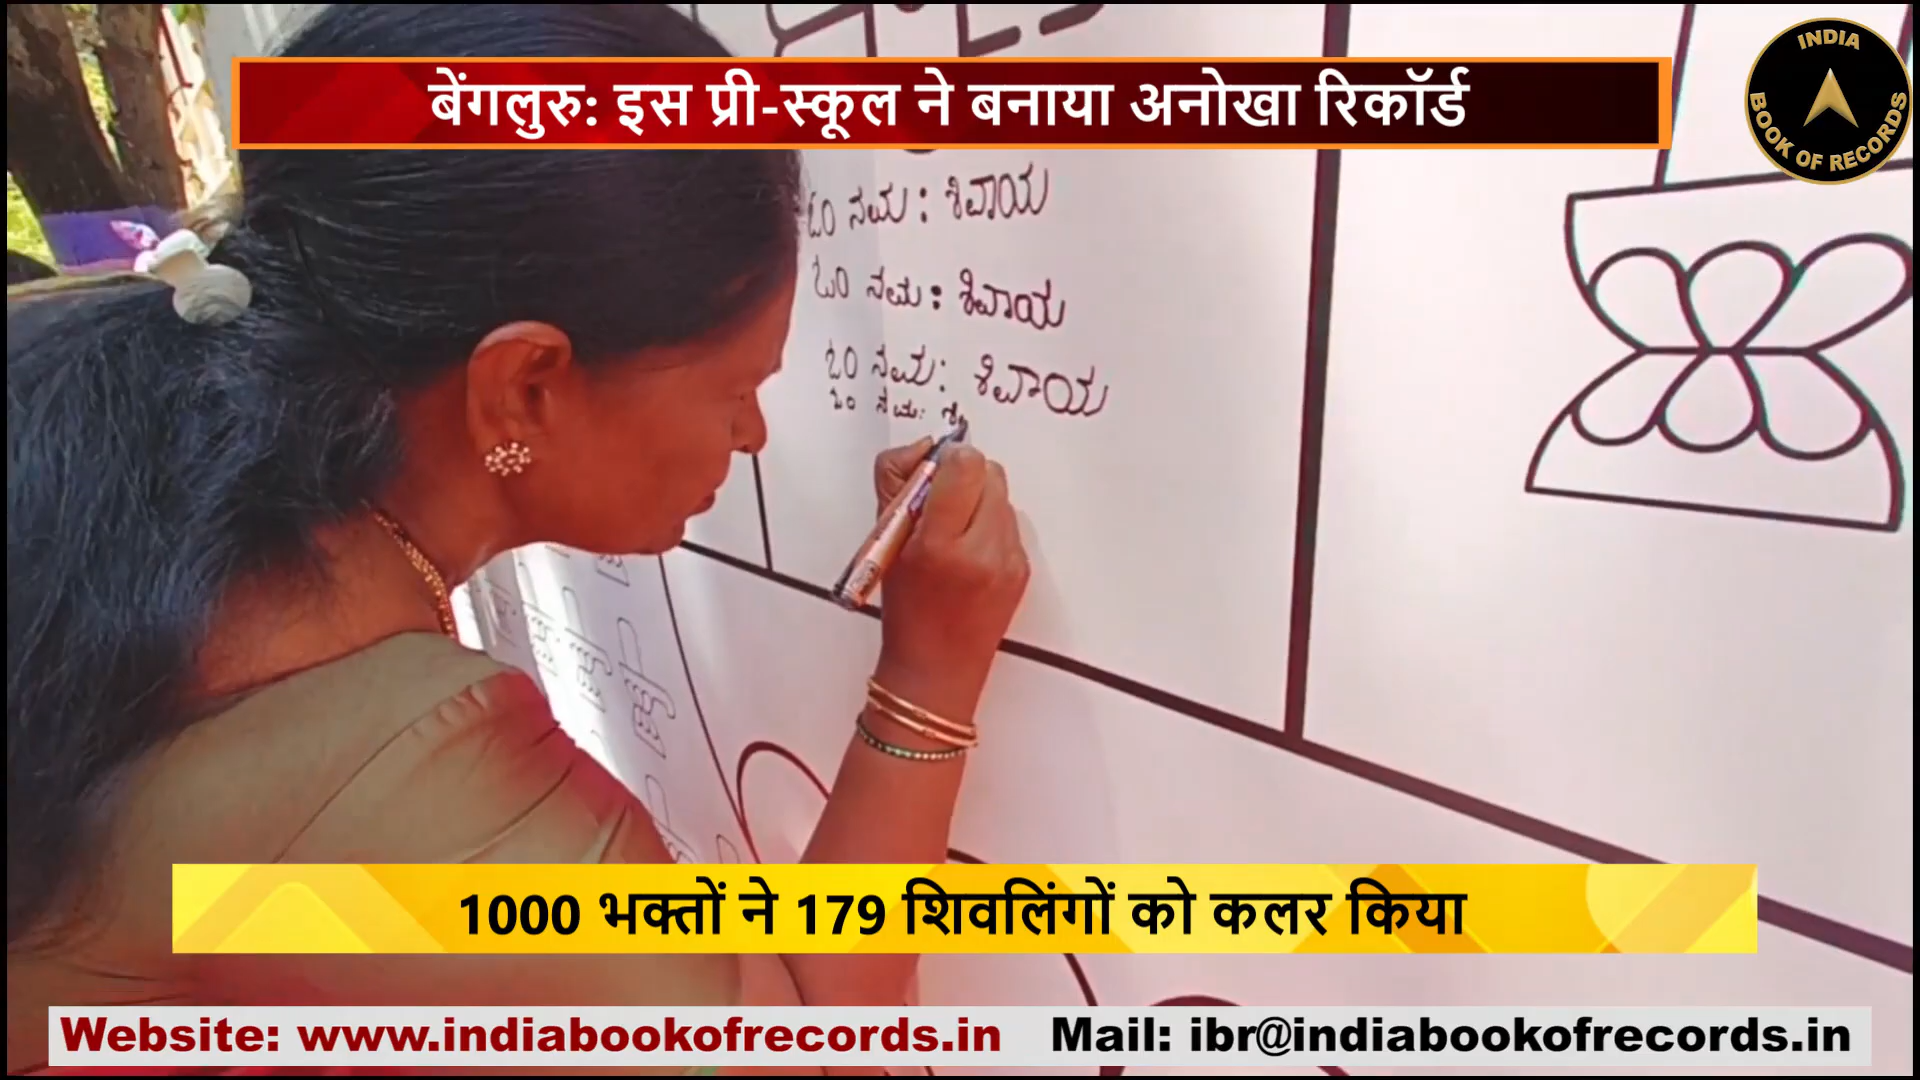 बेंगलुरु: इस प्री-स्कूल ने बनाया अनोखा रिकॉर्ड
INDIA
BOOK OF RECORDS
ಓಂ ನಮ: ಶಿವಾಯ
ಓಂ ನಮ: ಶಿವಾಯ
ಓಂ ನಮ: ಶಿವಾಯ
ಓಂ ನಮ:
1000 भक्तों ने 179 शिवलिंगों को कलर किया
Website: www.indiabookofrecords.in Mail: ibr@indiabookofrecords.in